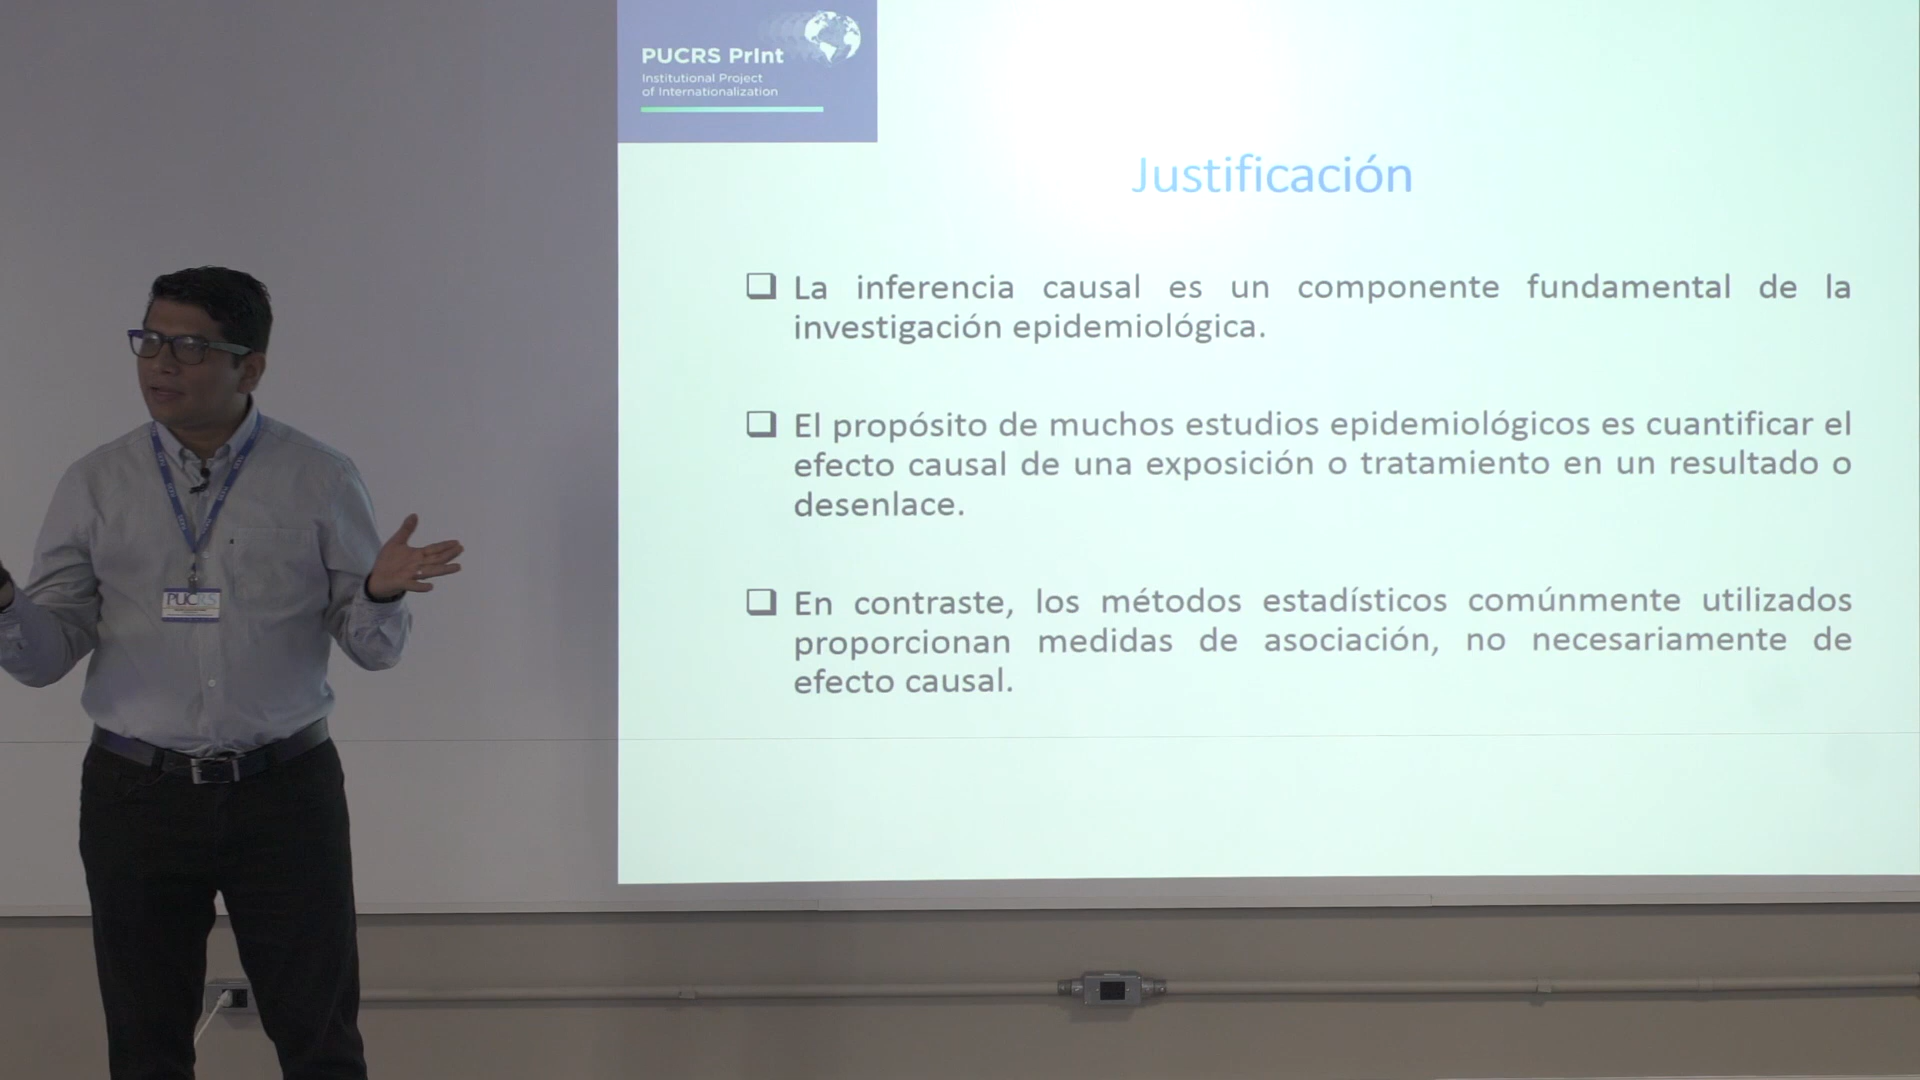 PUCRS PrInt
Institutional Project
of Internationalization
Justificación
La inferencia causal es un componente fundamental de la
investigación epidemiológica.
El propósito de muchos estudios epidemiológicos es cuantificar el
efecto causal de una exposición o tratamiento en un resultado o
desenlace.
En contraste, los métodos estadísticos comúnmente utilizados
proporcionan medidas de asociación, no necesariamente de
efecto causal.
PUCRS